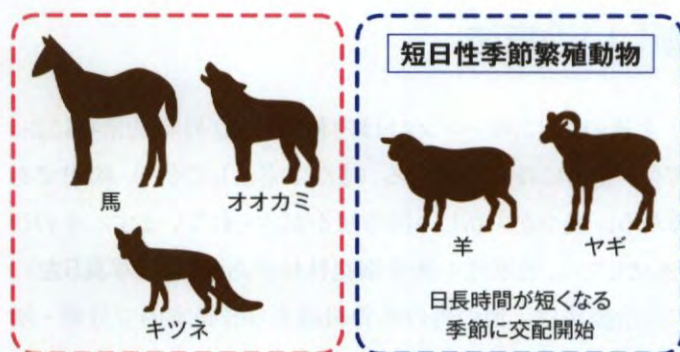 馬
オオカミ
キツネ
短日性季節繁殖動物
羊
ヤギ
日長時間が短くなる
季節に交配開始